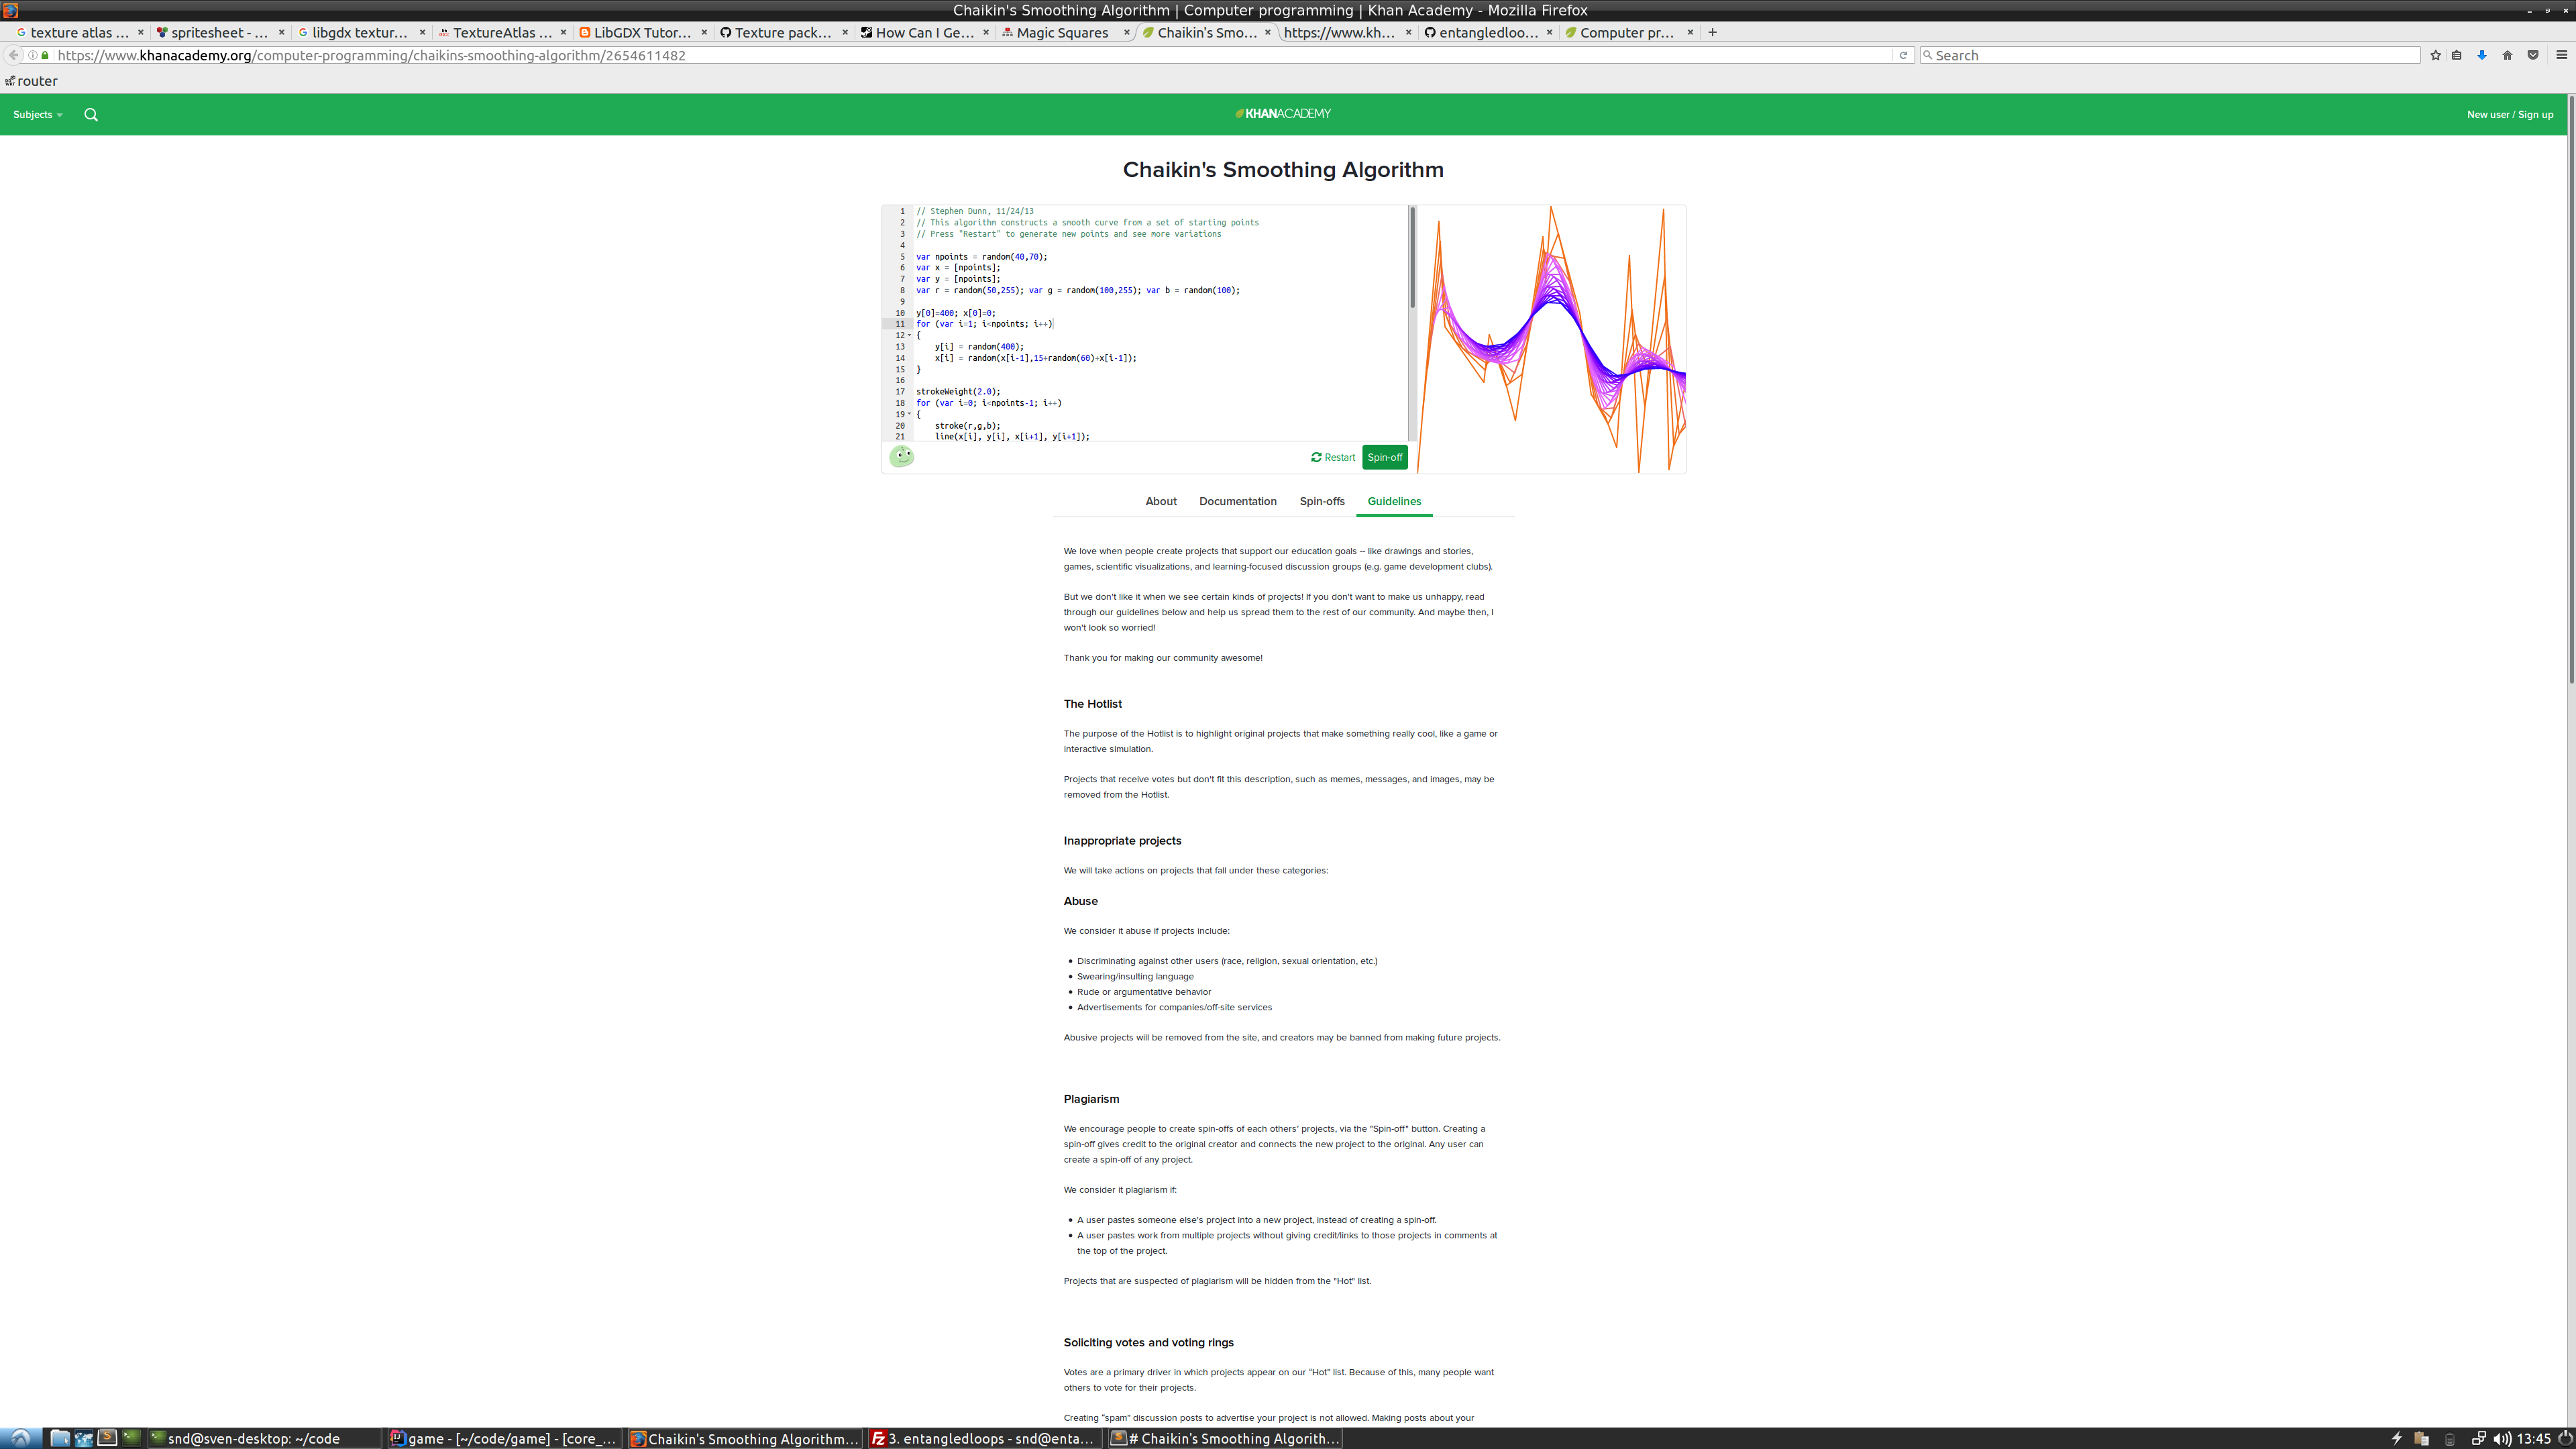 Chaikin's Smoothing Algorithm | Computer programming | Khan Academy - Mozilla Firefox
texture atlas ... spritesheet - ... libgdx textur... TextureAtlas ... LibGDX Tutor... Texture pack... How Can I Ge... Magic Squares Chaikin's Smo... https://www.kh... entangledloo... Computer pr...
https://www.khanacademy.org/computer-programming/chaikins-smoothing-algorithm/2654611482 Search
router
Subjects KHANACADEMY New user / Sign up
Chaikin's Smoothing Algorithm
1 // Stephen Dunn, 11/24/13
2 // This algorithm constructs a smooth curve from a set of starting points
3 // Press "Restart" to generate new points and see more variations
4
5 var npoints = random(40,70);
6 var x = [npoints];
7 var y = [npoints];
8 var r = random(50,255); var g = random(100,255); var b = random(100);
9
10 y[0]=400; x[0]=0;
11 for (var i=1; i<npoints; i++)
12 {
13 y[i] = random(400);
14 x[i] = random(x[i-1],15+random(60)+x[i-1]);
15 }
16
17 strokeWeight(2.0);
18 for (var i=0; i<npoints-1; i++)
19 {
20 stroke(r,g,b);
21 line(x[i], y[i], x[i+1], y[i+1]);
Restart Spin-off
About Documentation Spin-offs Guidelines
We love when people create projects that support our education goals – like drawings and stories,
games, scientific visualizations, and learning-focused discussion groups (e.g. game development clubs).
But we don't like it when we see certain kinds of projects! If you don't want to make us unhappy, read
through our guidelines below and help us spread them to the rest of our community. And maybe then, I
won't look so worried!
Thank you for making our community awesome!
The Hotlist
The purpose of the Hotlist is to highlight original projects that make something really cool, like a game or
interactive simulation.
Projects that receive votes but don't fit this description, such as memes, messages, and images, may be
removed from the Hotlist.
Inappropriate projects
We will take actions on projects that fall under these categories:
Abuse
We consider it abuse if projects include:
• Discriminating against other users (race, religion, sexual orientation, etc.)
• Swearing/insulting language
• Rude or argumentative behavior
• Advertisements for companies/off-site services
Abusive projects will be removed from the site, and creators may be banned from making future projects.
Plagiarism
We encourage people to create spin-offs of each others' projects, via the "Spin-off" button. Creating a
spin-off gives credit to the original creator and connects the new project to the original. Any user can
create a spin-off of any project.
We consider it plagiarism if:
• A user pastes someone else's project into a new project, instead of creating a spin-off.
• A user pastes work from multiple projects without giving credit/links to those projects in comments at
the top of the project.
Projects that are suspected of plagiarism will be hidden from the "Hot" list.
Soliciting votes and voting rings
Votes are a primary driver in which projects appear on our "Hot" list. Because of this, many people want
others to vote for their projects.
Creating "spam" discussion posts to advertise your project is not allowed. Making posts about your
snd@sven-desktop: ~/code game - [~/code/game] - [core_... Chaikin's Smoothing Algorithm... 3. entangledloops - snd@enta... # Chaikin's Smoothing Algorith... 13:45